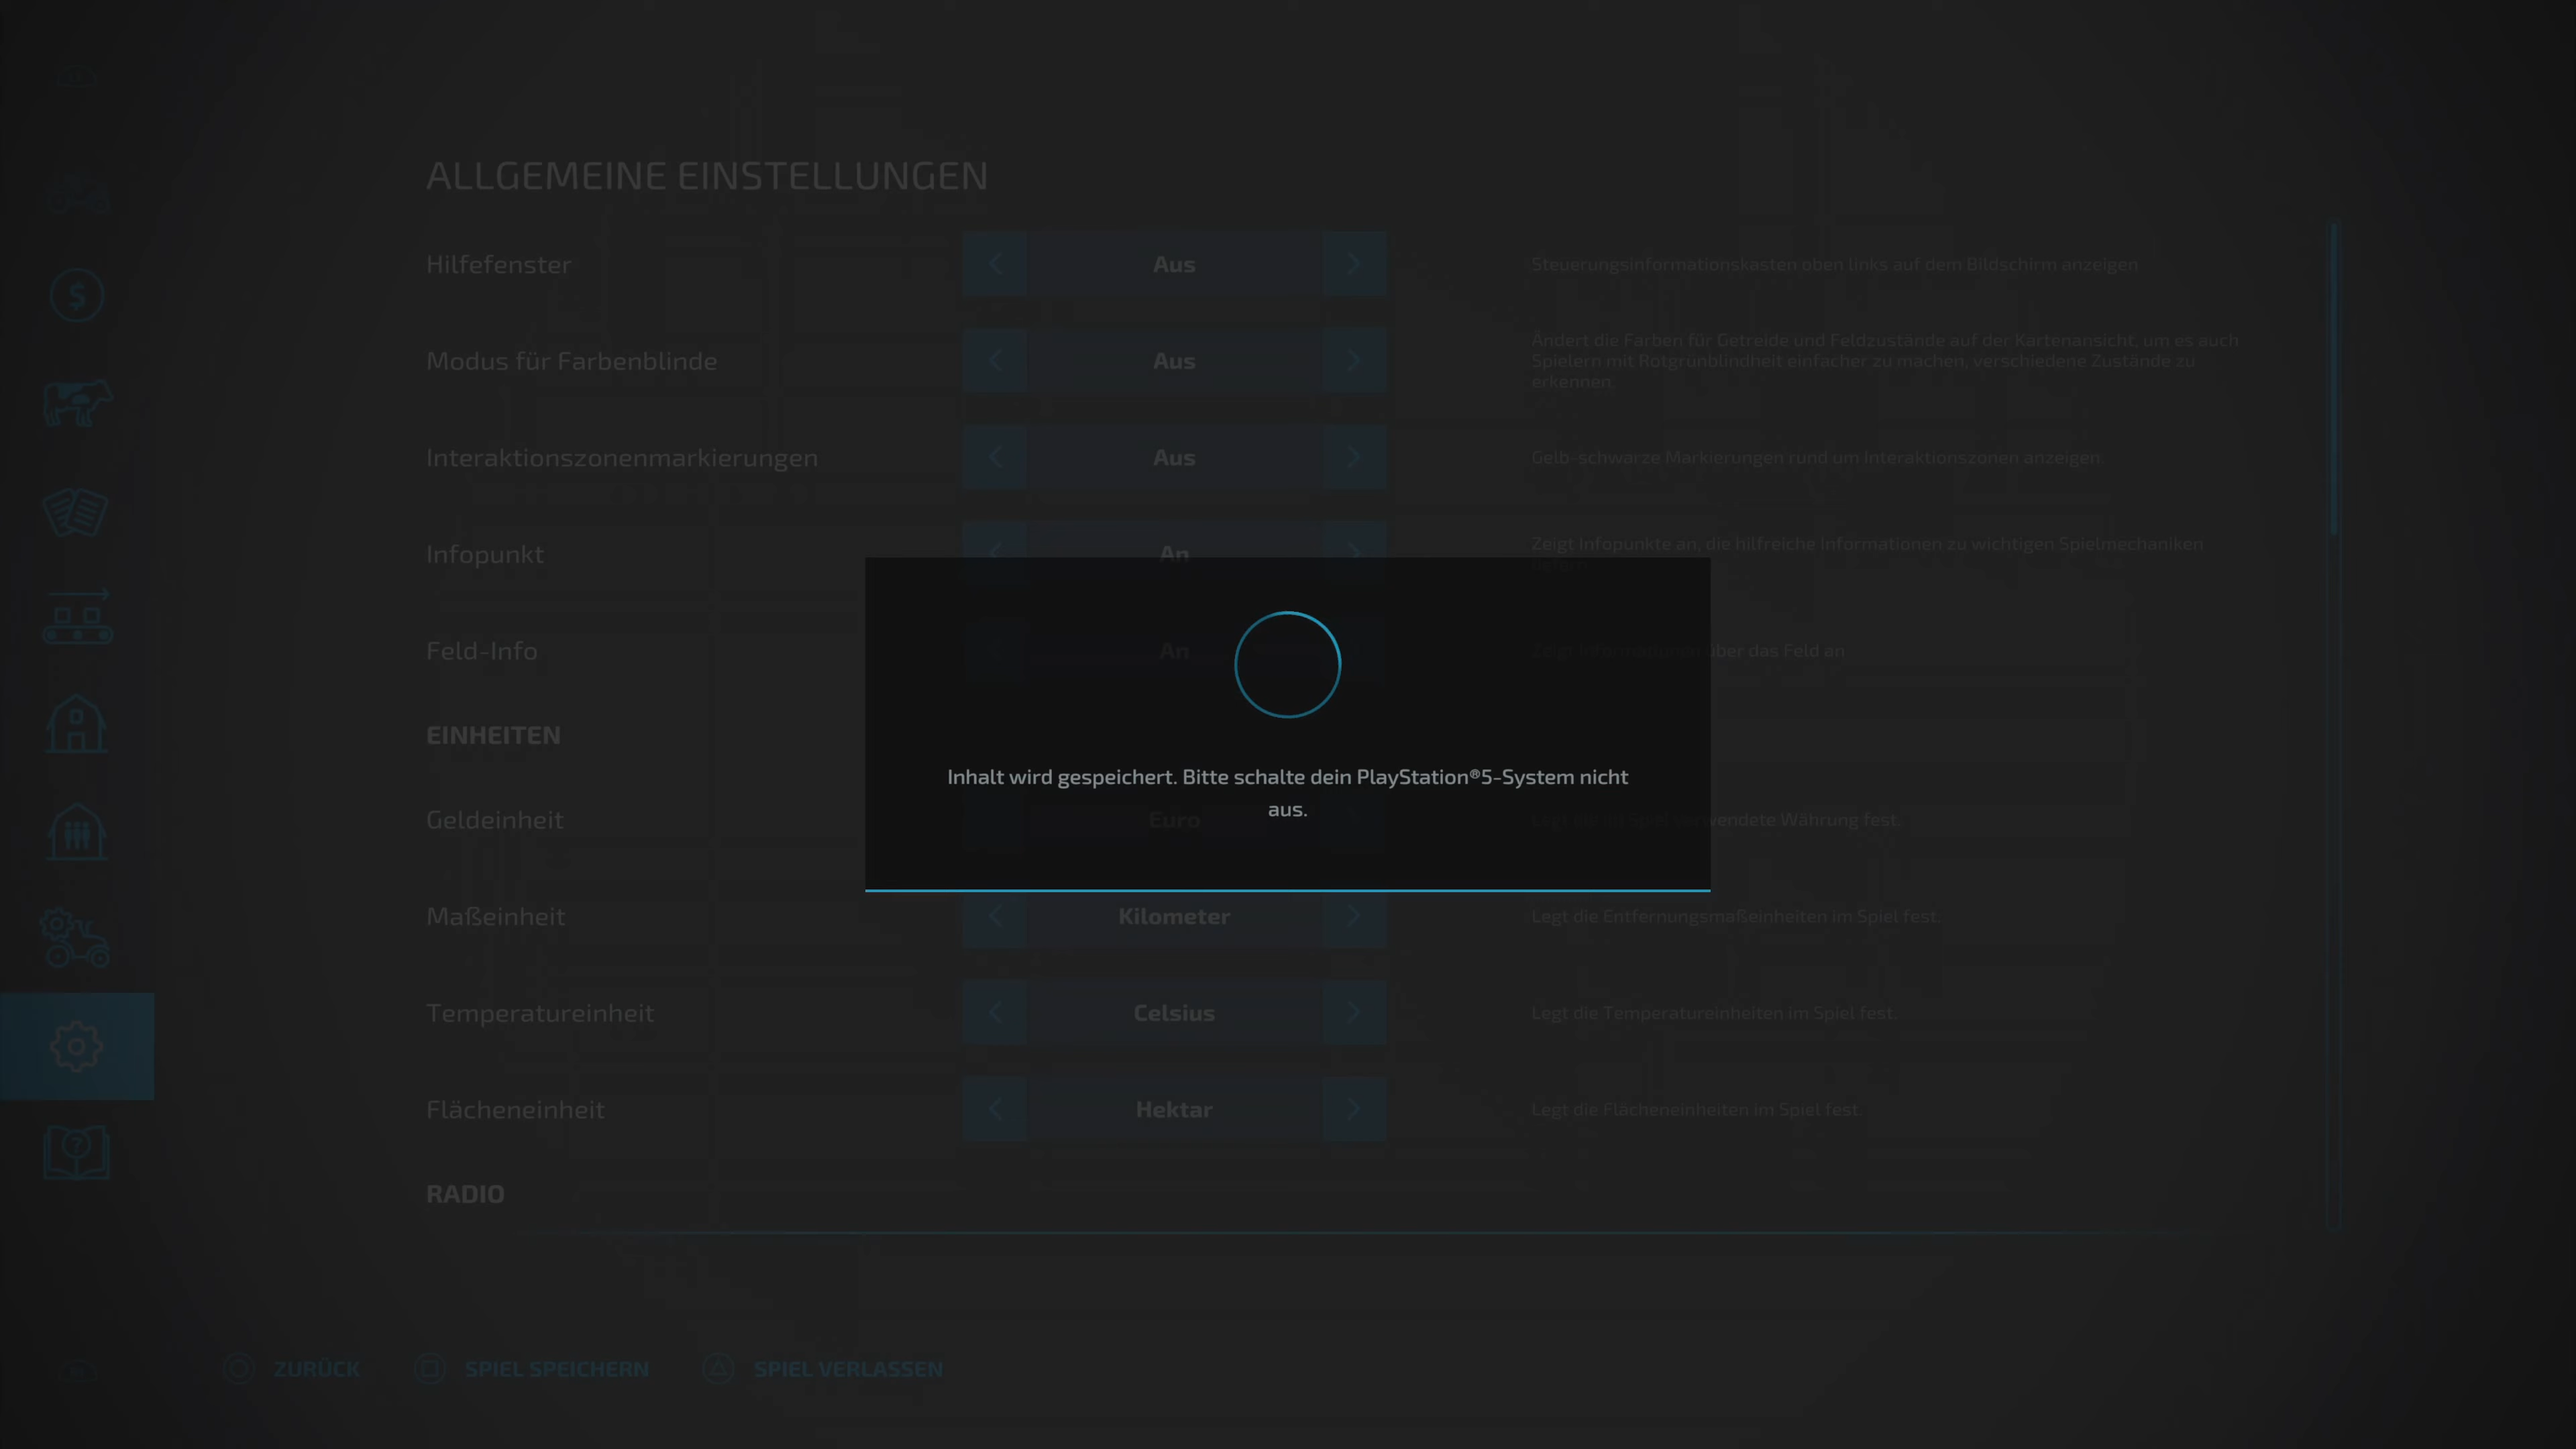 ALLGEMEINE EINSTELLUNGEN
Hilfefenster
Aus
Steuerungsinformationskasten oben links auf dem Bildschirm anzeigen
Modus für Farbenblinde
Aus
Ändert die Farben für Getreide und Feldzustände auf der Kartenansicht, um es auch
Spielern mit Rotgrünblindheit einfacher zu machen, verschiedene Zustände zu
erkennen.
Interaktionszonenmarkierungen
Aus
Gelb-schwarze Markierungen rund um Interaktionszonen anzeigen.
Infopunkt
An
Zeigt Infopunkte an, die hilfreiche Informationen zu wichtigen Spielmechaniken
Feld-Info
An
über das Feld an
EINHEITEN
Inhalt wird gespeichert. Bitte schalte dein PlayStation®5-System nicht
aus.
Geldeinheit
Euro
Legt die im Spiel verwendete Währung fest.
Maßeinheit
Kilometer
Legt die Entfernungsmaßeinheiten im Spiel fest.
Temperatureinheit
Celsius
Legt die Temperatureinheiten im Spiel fest.
Flächeneinheit
Hektar
Legt die Flächeneinheiten im Spiel fest.
RADIO
ZURÜCK
SPIEL SPEICHERN
SPIEL VERLASSEN